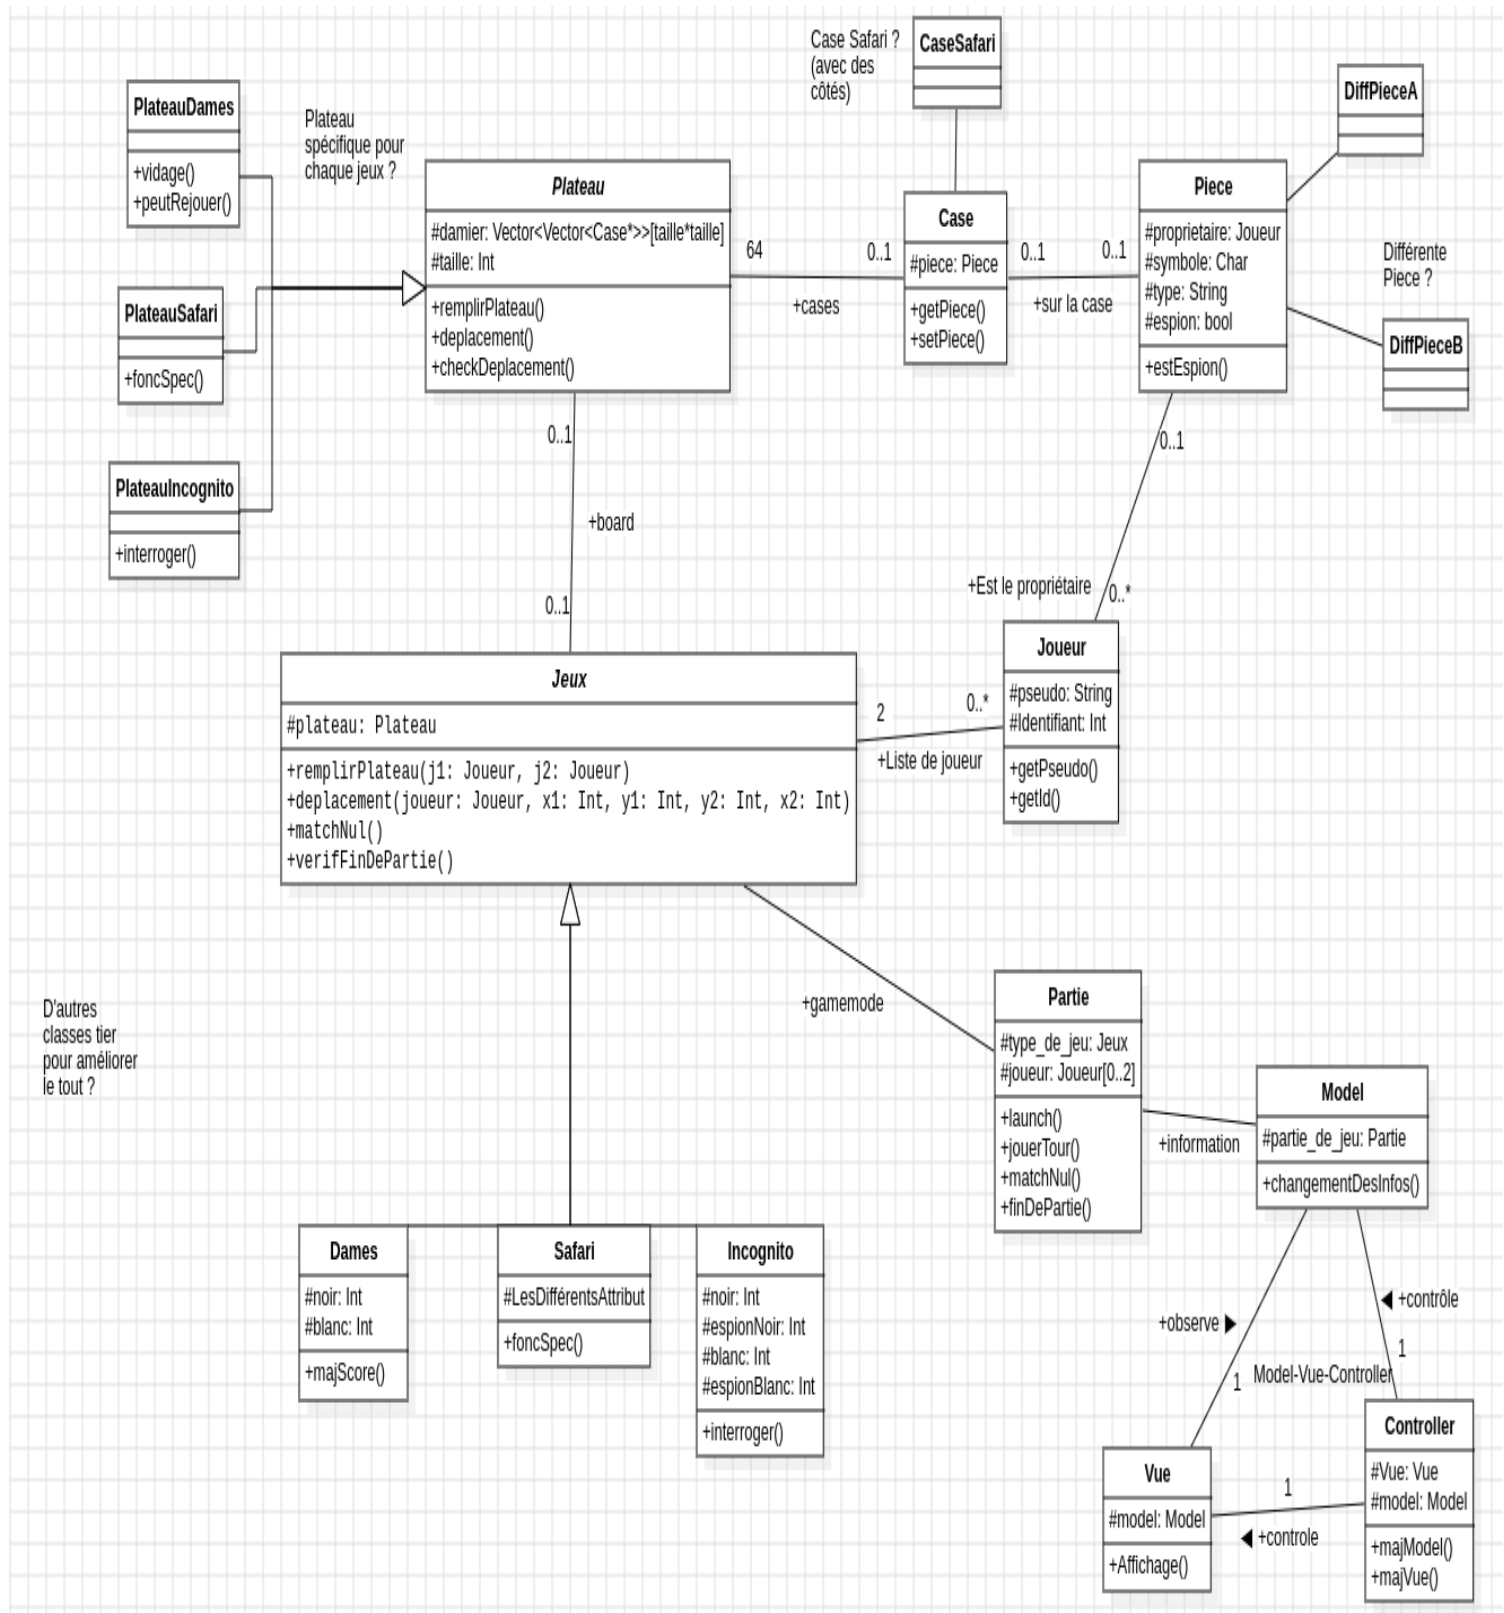 Case Safari ?
(avec des
côtés)
CaseSafari
DiffPieceA
PlateauDames
+vidage()
+peutRejouer()
Plateau
spécifique pour
chaque jeux ?
Plateau
#damier: Vector<Vector<Case*>>[taille*taille]
#taille: Int
+remplirPlateau()
+deplacement()
+checkDeplacement()
64
0..1
+cases
Case
#piece: Piece
+getPiece()
+setPiece()
0..1
0..1
+sur la case
Piece
#proprietaire: Joueur
#symbole: Char
#type: String
#espion: bool
+estEspion()
Différente
Piece ?
DiffPieceB
PlateauSafari
+foncSpec()
PlateauIncognito
+interroger()
0..1
+board
0..1
0..1
+Est le propriétaire
0..*
Joueur
#pseudo: String
#Identifiant: Int
+getPseudo()
+getId()
Jeux
#plateau: Plateau
+remplirPlateau(j1: Joueur, j2: Joueur)
+deplacement(joueur: Joueur, x1: Int, y1: Int, y2: Int, x2: Int)
+matchNul()
+verifFinDePartie()
2
0..*
+Liste de joueur
D'autres
classes tier
pour améliorer
le tout ?
+gamemode
Partie
#type_de_jeu: Jeux
#joueur: Joueur[0..2]
+launch()
+jouerTour()
+matchNul()
+finDePartie()
+information
Model
#partie_de_jeu: Partie
+changementDesInfos()
Dames
#noir: Int
#blanc: Int
+majScore()
Safari
#LesDifférentsAttribut
+foncSpec()
Incognito
#noir: Int
#espionNoir: Int
#blanc: Int
#espionBlanc: Int
+interroger()
+observe
+contrôle
1
1
Model-Vue-Controller
Controller
#Vue: Vue
#model: Model
+majModel()
+majVue()
Vue
#model: Model
+Affichage()
1
+controle